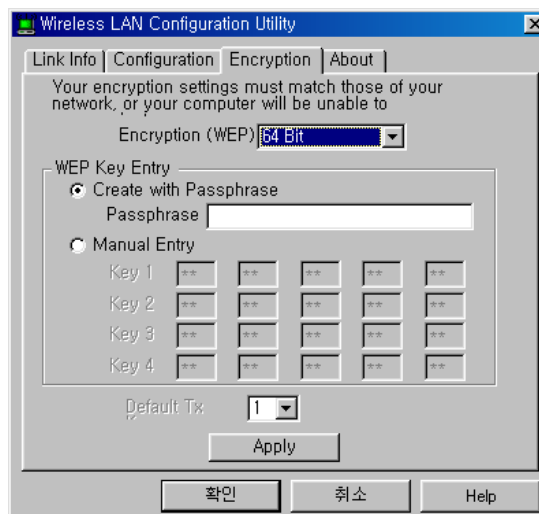 Wireless LAN Configuration Utility
Link Info Configuration Encryption About
Your encryption settings must match those of your
network, or your computer will be unable to
Encryption (WEP) 64 Bit
WEP Key Entry
Create with Passphrase
Passphrase
Manual Entry
Key 1 ** ** ** ** **
Key 2 ** ** ** ** **
Key 3 ** ** ** ** **
Key 4 ** ** ** ** **
Default Tx 1
Apply
확인 취소 Help